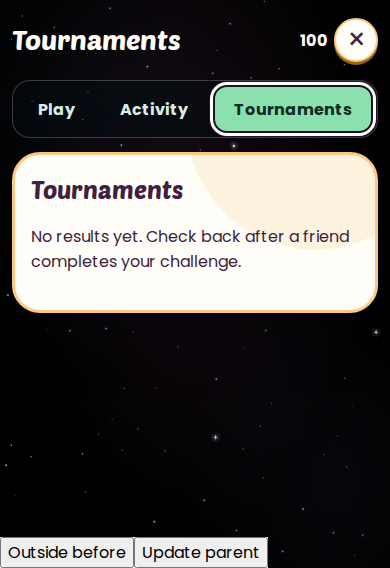 Tournaments
100 ×
Play Activity Tournaments
Tournaments
No results yet. Check back after a friend
completes your challenge.
Outside before Update parent